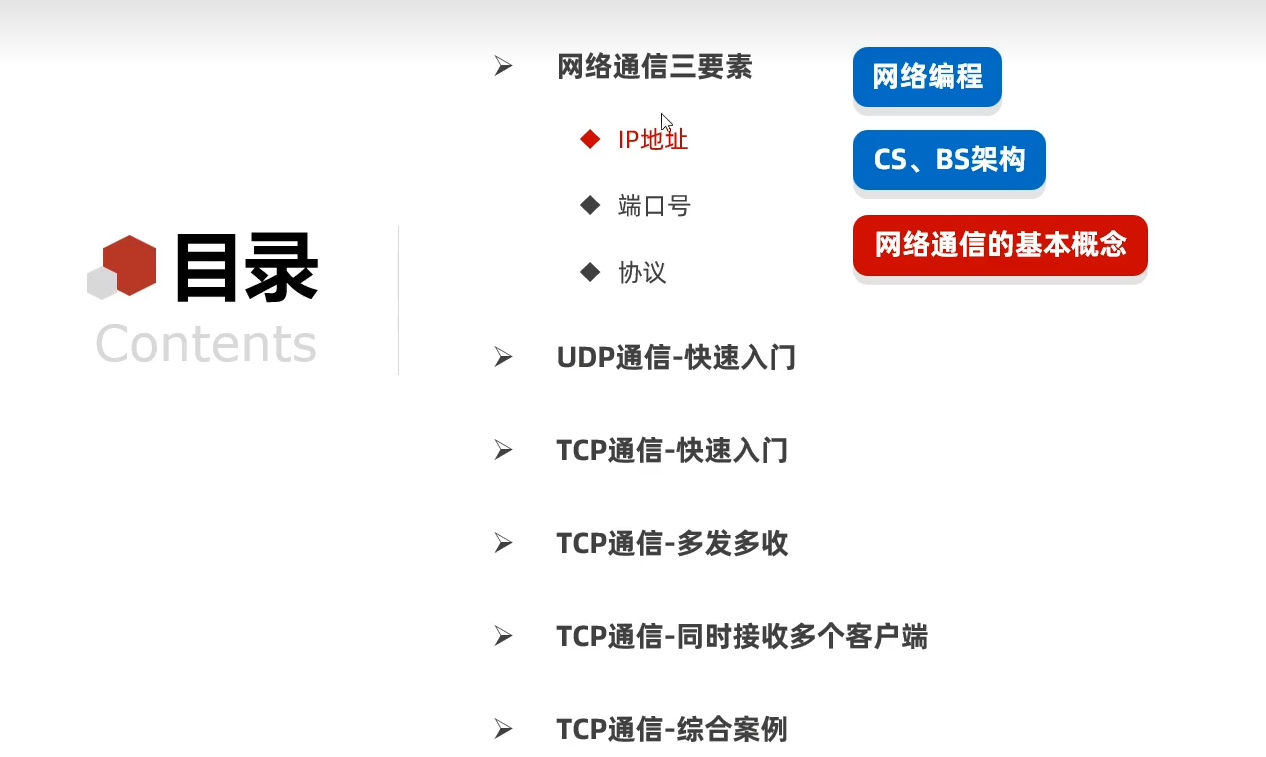 目录
Contents
网络通信三要素
IP地址
端口号
协议
UDP通信-快速入门
TCP通信-快速入门
TCP通信-多发多收
TCP通信-同时接收多个客户端
TCP通信-综合案例
网络编程
CS、BS架构
网络通信的基本概念